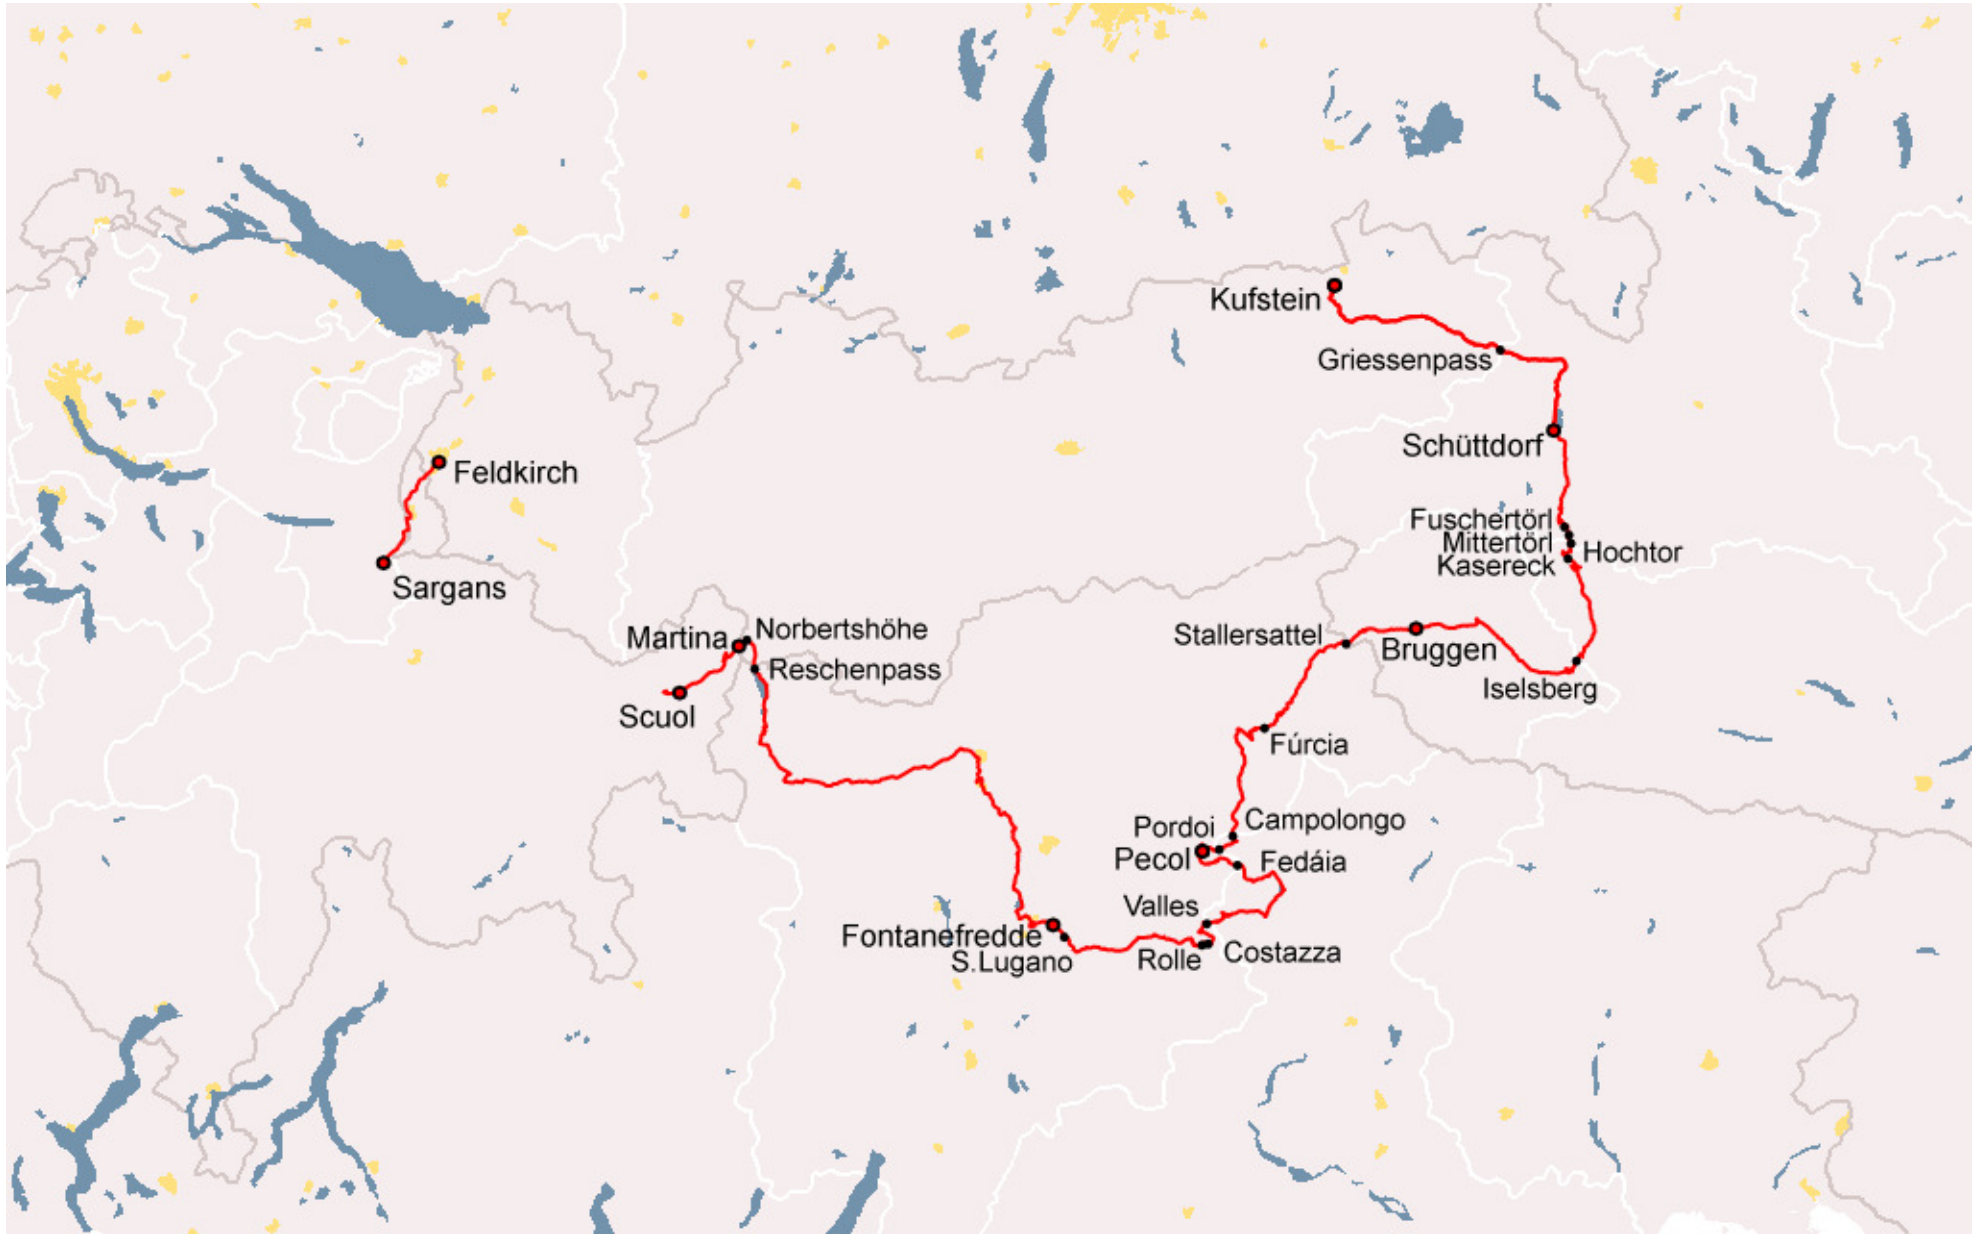 Kufstein
Griessenpass
Schüttdorf
Feldkirch
Fuschertörl
Mittertörl
Hochtor
Kasereck
Sargans
Norbertshöhe
Martina
Stallersattel
Bruggen
Reschenpass
Iselsberg
Scuol
Fúrcia
Campolongo
Pordoi
Pecol
Fedáia
Valles
Fontanefredde
Costazza
Rolle
S.Lugano